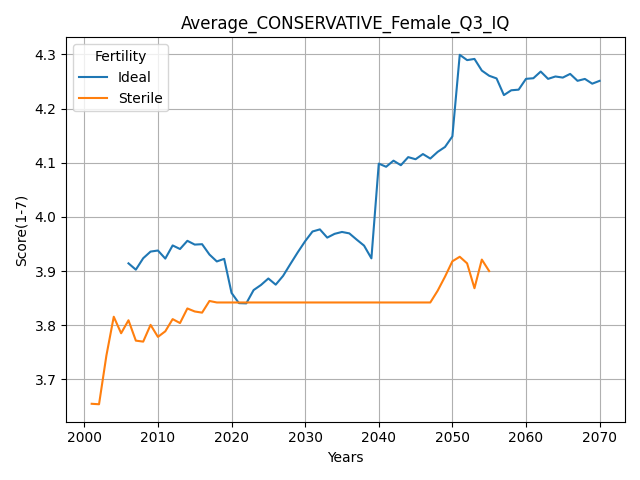 Average_CONSERVATIVE_Female_Q3_IQ
Fertility
Ideal
Sterile
Score(1-7)
4.3
4.2
4.1
4.0
3.9
3.8
3.7
2000 2010 2020 2030 2040 2050 2060 2070
Years